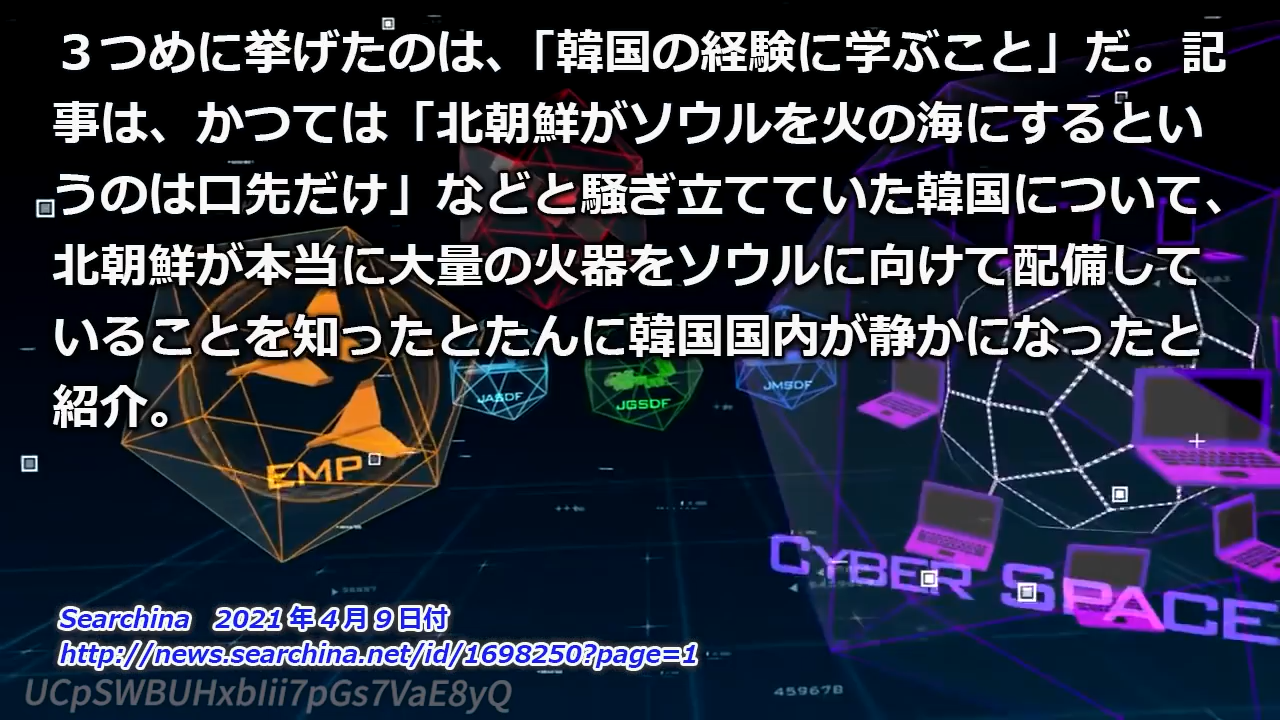 ３つめに挙げたのは、「韓国の経験に学ぶこと」だ。記
事は、かつては「北朝鮮がソウルを火の海にするとい
うのは口先だけ」などと騒ぎ立てていた韓国について、
北朝鮮が本当に大量の火器をソウルに向けて配備して
いることを知ったとたんに韓国国内が静かになったと
紹介。
JASDF
JGSDF
JMSDF
EMP
CYBER SPACE
Searchina　2021年４月９日付
http://news.searchina.net/id/1698250?page=1
UCpSWBUHxbIii7pGs7VaE8yQ
459678